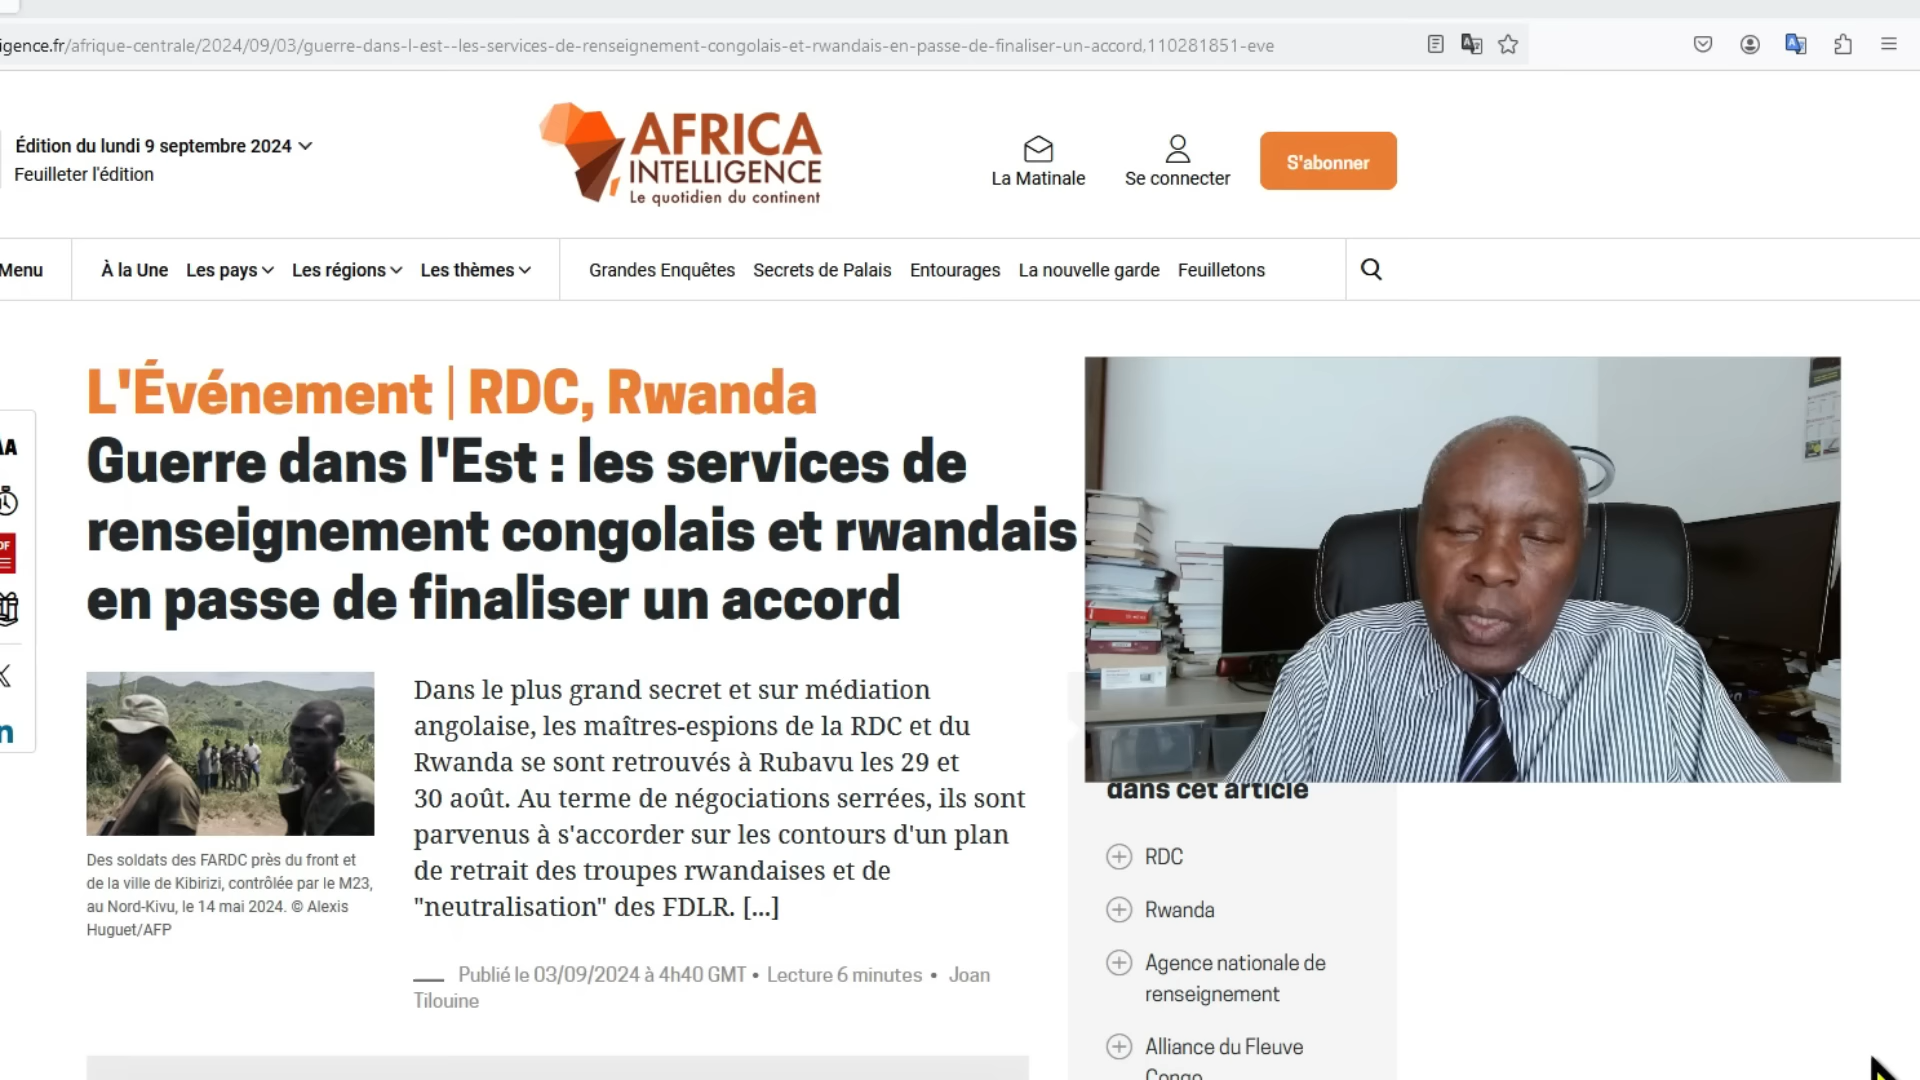 igence.fr/afrique-centrale/2024/09/03/guerre-dans-l-est--les-services-de-renseignement-congolais-et-rwandais-en-passe-de-finaliser-un-accord,110281851-eve
Édition du lundi 9 septembre 2024
Feuilleter l'édition
AFRICA
INTELLIGENCE
Le quotidien du continent
La Matinale
Se connecter
S'abonner
Menu
À la Une
Les pays
Les régions
Les thèmes
Grandes Enquêtes
Secrets de Palais
Entourages
La nouvelle garde
Feuilletons
L'Événement | RDC, Rwanda
Guerre dans l'Est : les services de
renseignement congolais et rwandais
en passe de finaliser un accord
Dans le plus grand secret et sur médiation
angolaise, les maîtres-espions de la RDC et du
Rwanda se sont retrouvés à Rubavu les 29 et
30 août. Au terme de négociations serrées, ils sont
parvenus à s'accorder sur les contours d'un plan
de retrait des troupes rwandaises et de
"neutralisation" des FDLR. [...]
Des soldats des FARDC près du front et
de la ville de Kibirizi, contrôlée par le M23,
au Nord-Kivu, le 14 mai 2024. © Alexis
Huguet/AFP
Publié le 03/09/2024 à 4h40 GMT • Lecture 6 minutes • Joan
Tilouine
dans cet article
RDC
Rwanda
Agence nationale de
renseignement
Alliance du Fleuve
Congo